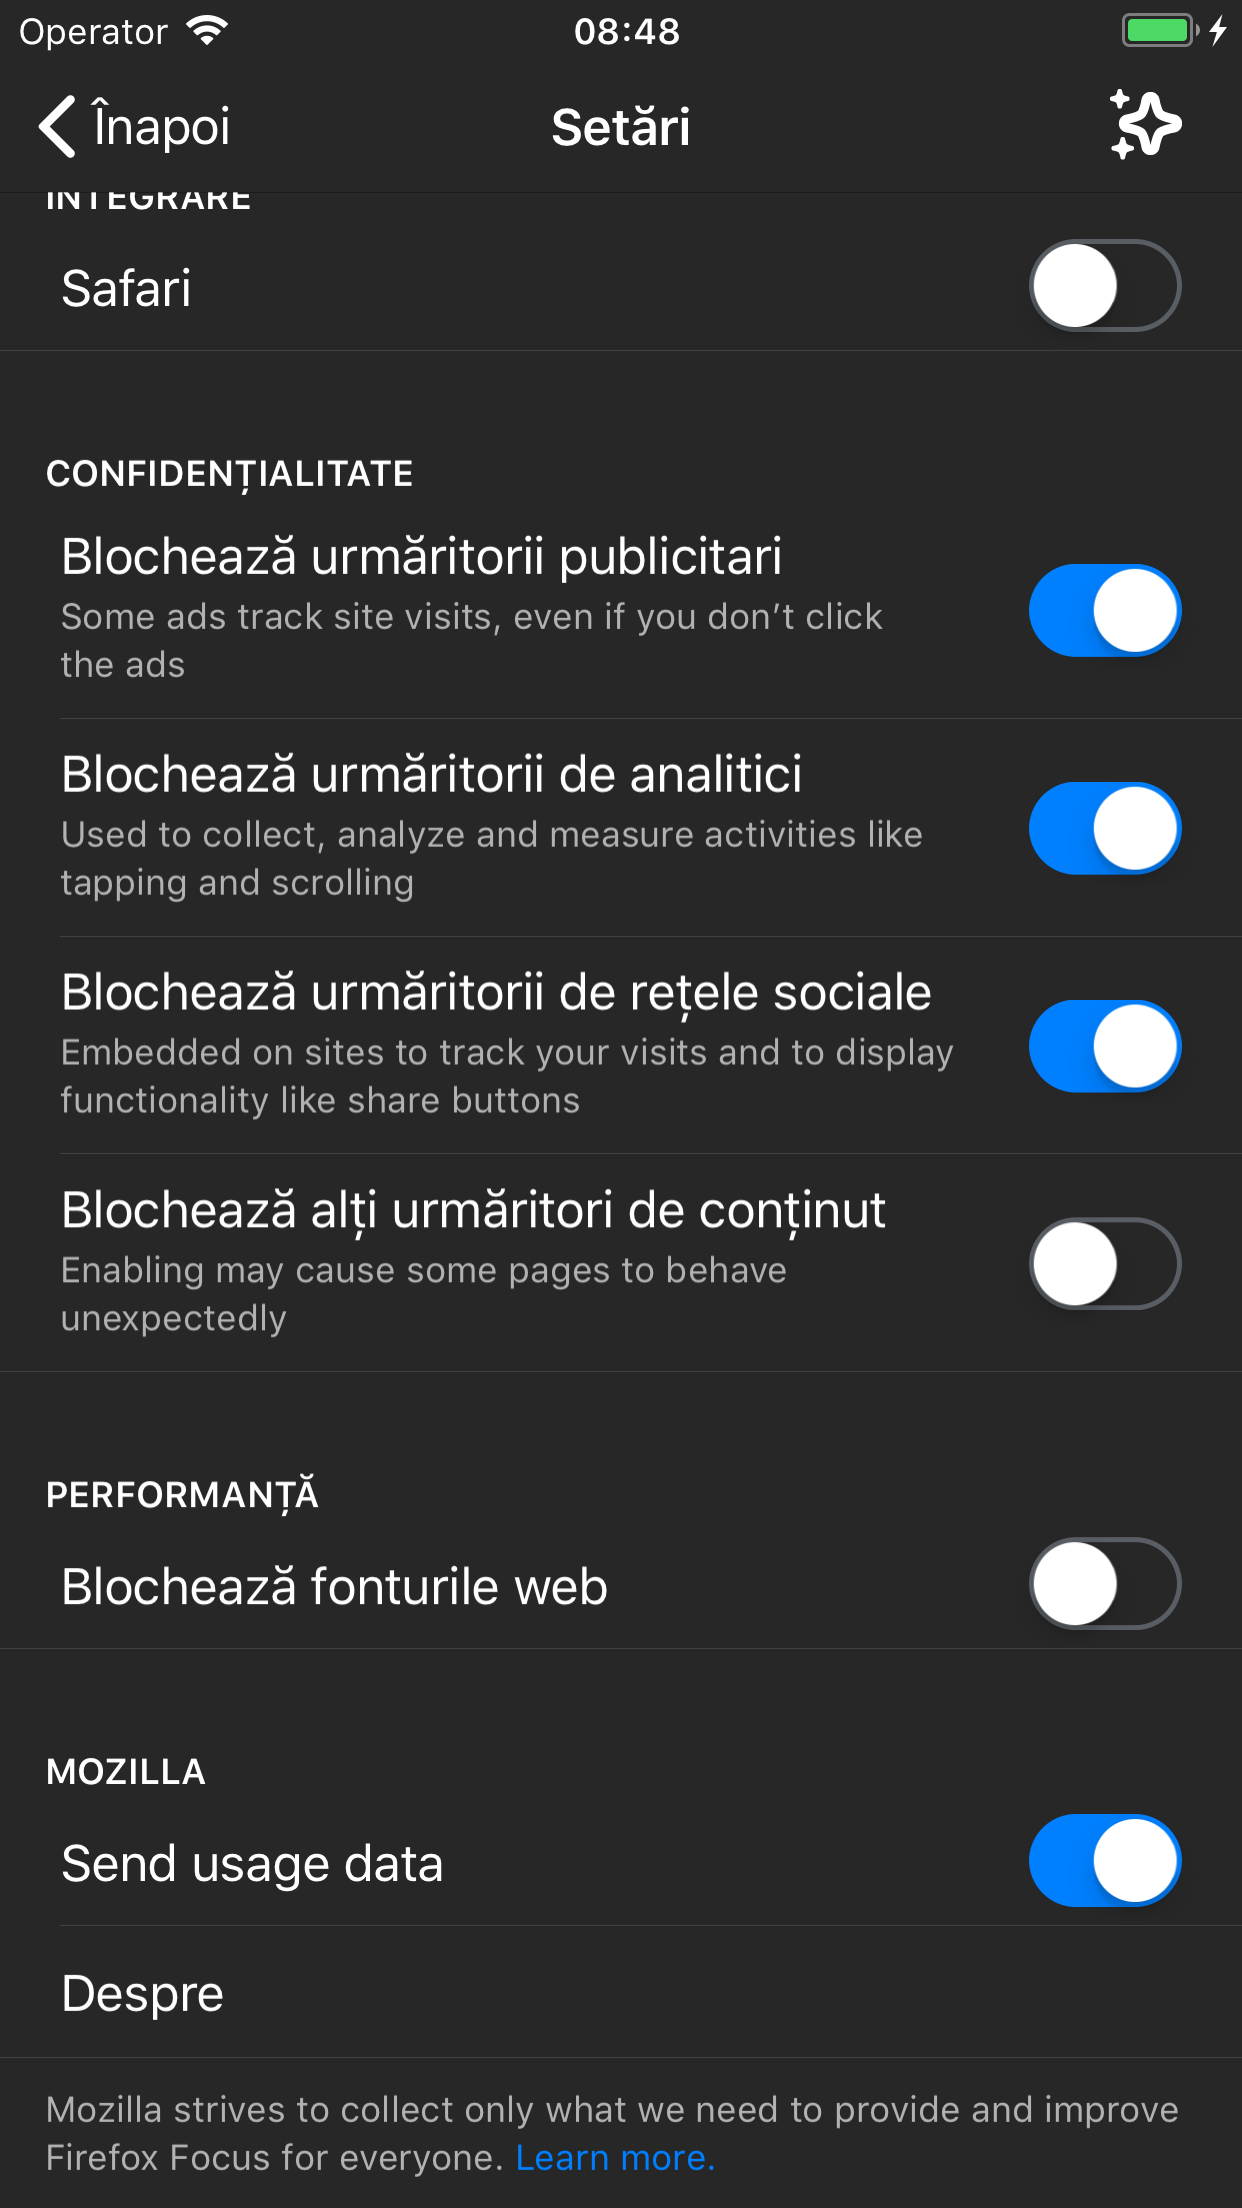 Operator
08:48
Înapoi
Setări
INTEGRARE
Safari
CONFIDENȚIALITATE
Blochează urmăritorii publicitari
Some ads track site visits, even if you don’t click
the ads
Blochează urmăritorii de analitici
Used to collect, analyze and measure activities like
tapping and scrolling
Blochează urmăritorii de rețele sociale
Embedded on sites to track your visits and to display
functionality like share buttons
Blochează alți urmăritori de conținut
Enabling may cause some pages to behave
unexpectedly
PERFORMANȚĂ
Blochează fonturile web
MOZILLA
Send usage data
Despre
Mozilla strives to collect only what we need to provide and improve
Firefox Focus for everyone. Learn more.